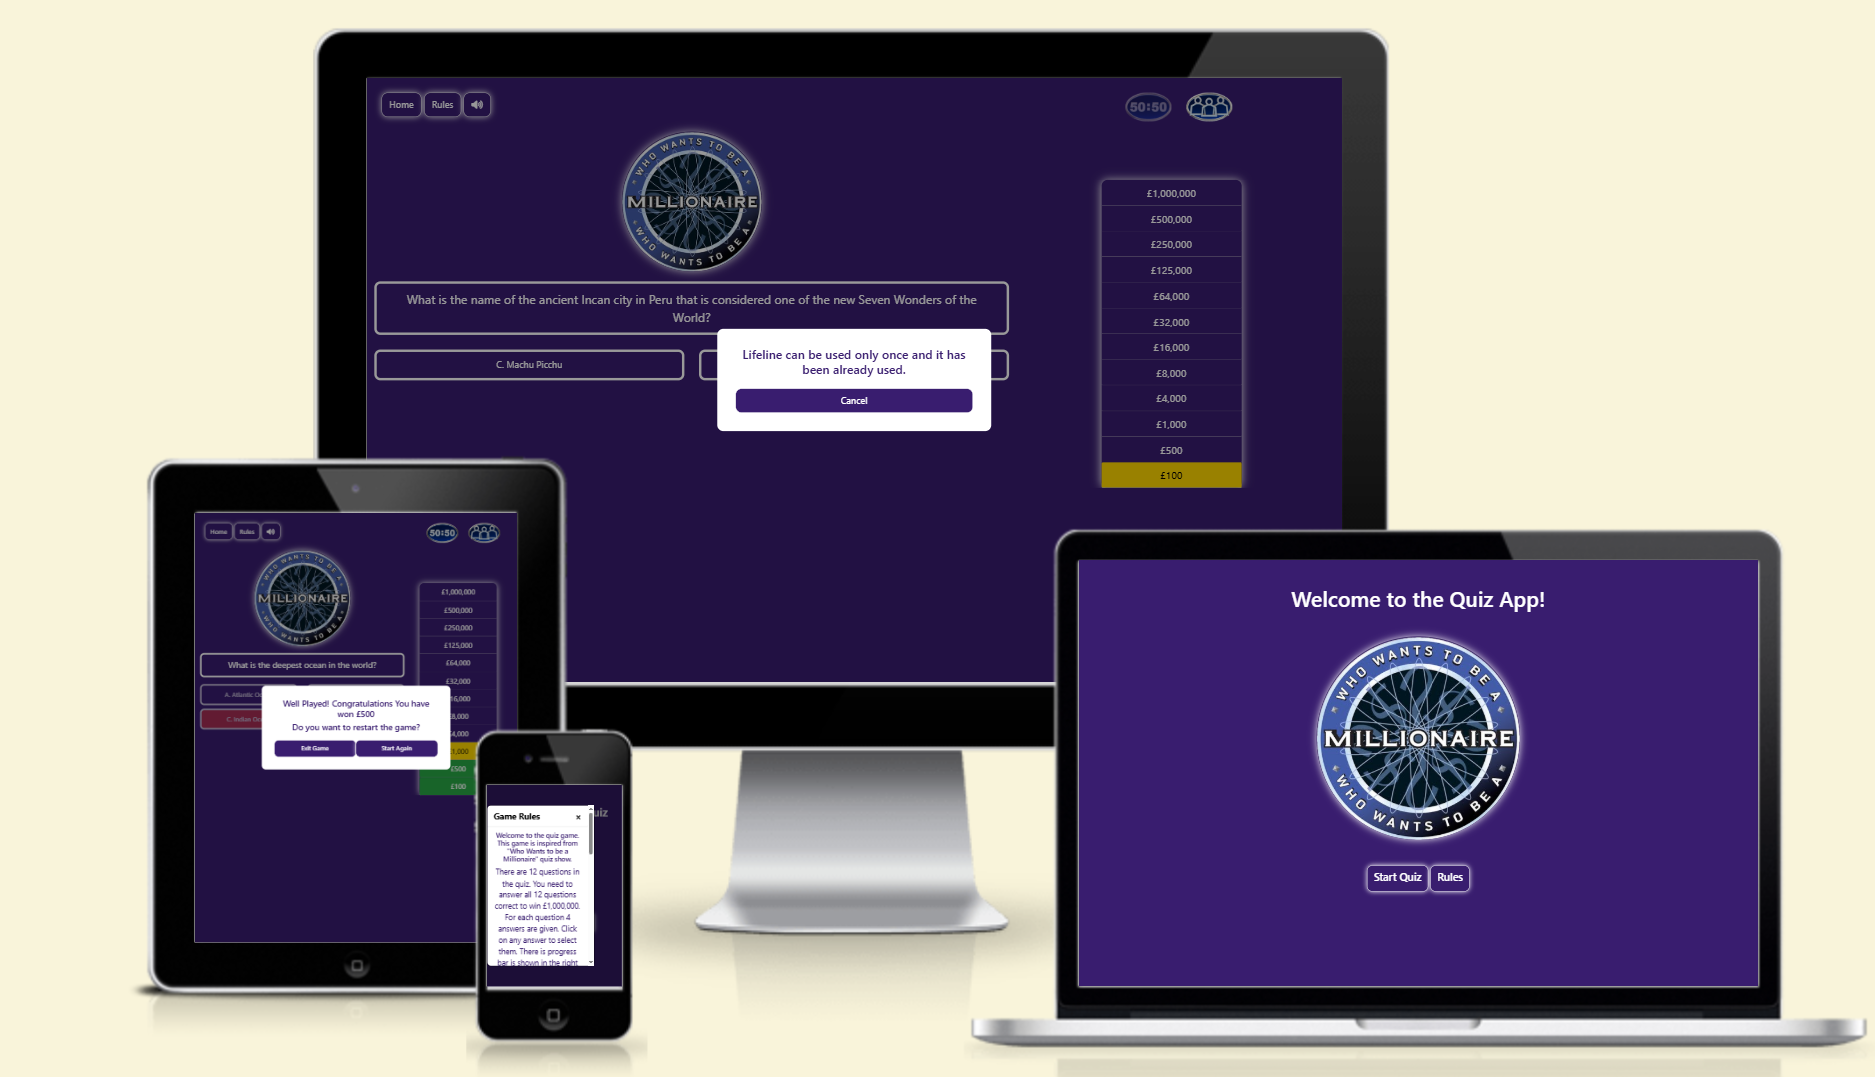 Home Rules
50:50
WHO WANTS TO BE A
MILLIONAIRE
WHO WANTS TO BE A
What is the name of the ancient Incan city in Peru that is considered one of the new Seven Wonders of the
World?
C. Machu Picchu
Lifeline can be used only once and it has
been already used.
Cancel
£1,000,000
£500,000
£250,000
£125,000
£64,000
£32,000
£16,000
£8,000
£4,000
£1,000
£500
£100
Home Rules
50:50
WHO WANTS TO BE A
MILLIONAIRE
WHO WANTS TO BE A
What is the deepest ocean in the world?
A. Atlantic
C. Indian
Well Played! Congratulations You have
won £500
Do you want to restart the game?
Exit Game Start Again
£1,000,000
£500,000
£250,000
£125,000
£64,000
£32,000
16,000
8,000
4,000
1,000
£500
£100
uiz
Game Rules ×
Welcome to the quiz game.
This game is inspired from
"Who Wants to be a
Millionaire" quiz show.
There are 12 questions in
the quiz. You need to
answer all 12 questions
correct to win £1,000,000.
For each question 4
answers are given. Click
on any answer to select
them. There is progress
bar is shown in the right
Welcome to the Quiz App!
WHO WANTS TO BE A
MILLIONAIRE
WHO WANTS TO BE A
Start Quiz Rules